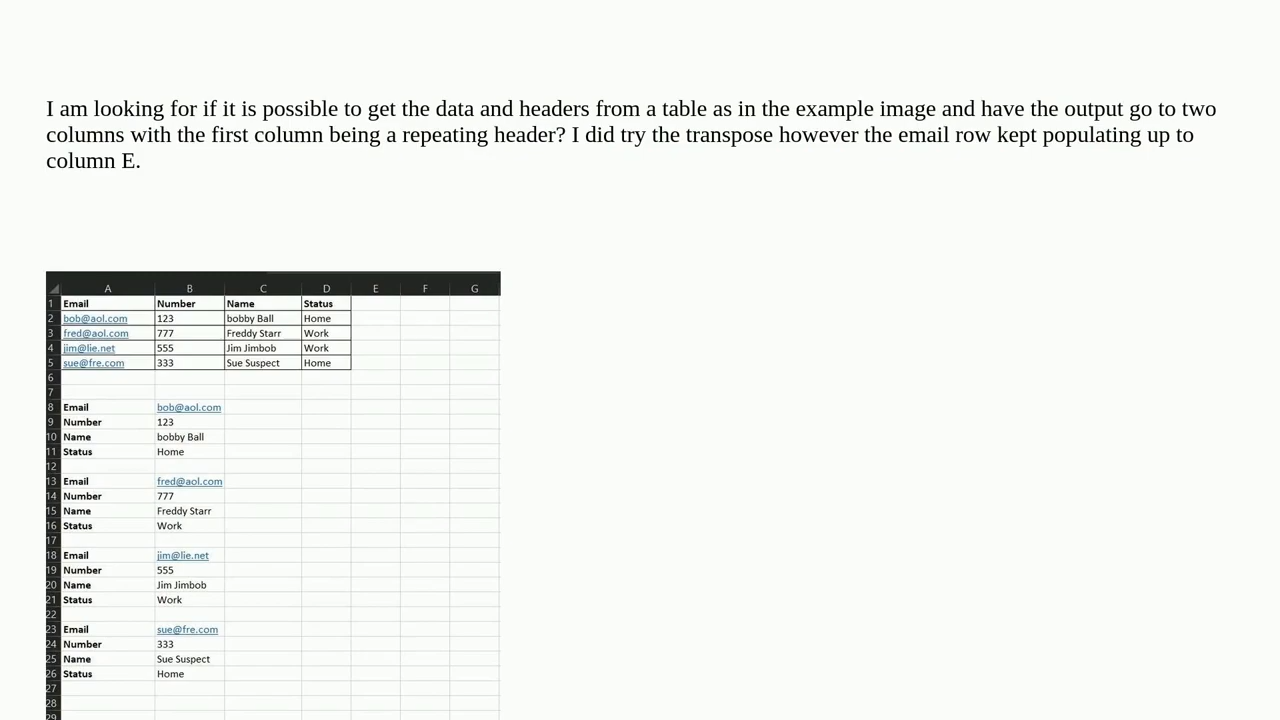 I am looking for if it is possible to get the data and headers from a table as in the example image and have the output go to two
columns with the first column being a repeating header? I did try the transpose however the email row kept populating up to
column E.
A B C D E F G
1 Email Number Name Status
2 bob@aol.com 123 bobby Ball Home
3 fred@aol.com 777 Freddy Starr Work
4 jim@lie.net 555 Jim Jimbob Work
5 sue@fre.com 333 Sue Suspect Home
6
7
8 Email bob@aol.com
9 Number 123
10 Name bobby Ball
11 Status Home
12
13 Email fred@aol.com
14 Number 777
15 Name Freddy Starr
16 Status Work
17
18 Email jim@lie.net
19 Number 555
20 Name Jim Jimbob
21 Status Work
22
23 Email sue@fre.com
24 Number 333
25 Name Sue Suspect
26 Status Home
27
28
29